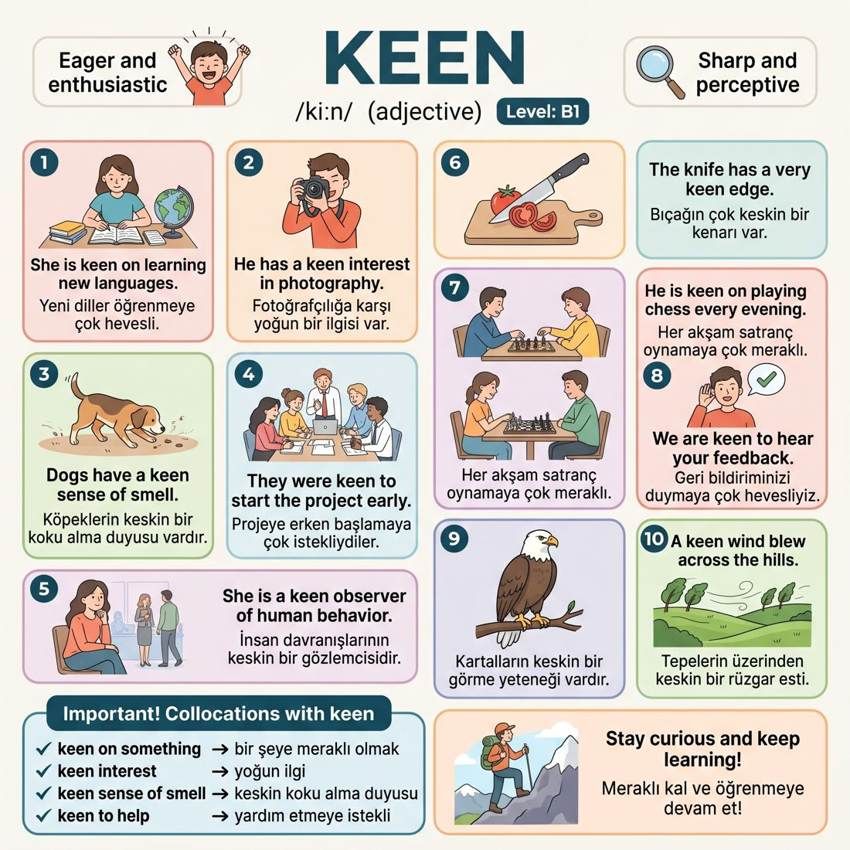 Eager and
enthusiastic
KEEN
/ki:n/ (adjective) Level: B1
Sharp and
perceptive
1
She is keen on learning
new languages.
Yeni diller öğrenmeye
çok hevesli.
2
He has a keen interest
in photography.
Fotoğrafçılığa karşı
yoğun bir ilgisi var.
3
Dogs have a keen
sense of smell.
Köpeklerin keskin bir
koku alma duyusu vardır.
4
They were keen to
start the project early.
Projeye erken başlamaya
çok istekliydiler.
5
She is a keen observer
of human behavior.
İnsan davranışlarının
keskin bir gözlemcisidir.
6
The knife has a very
keen edge.
Bıçağın çok keskin bir
kenarı var.
7
Her akşam satranç
oynamaya çok meraklı.
He is keen on playing
chess every evening.
Her akşam satranç
oynamaya çok meraklı.
8
We are keen to hear
your feedback.
Geri bildiriminizi
duymaya çok hevesliyiz.
9
Kartalların keskin bir
görme yeteneği vardır.
10
A keen wind blew
across the hills.
Tepelerin üzerinden
keskin bir rüzgar esti.
Important! Collocations with keen
✓ keen on something → bir şeye meraklı olmak
✓ keen interest → yoğun ilgi
✓ keen sense of smell → keskin koku alma duyusu
✓ keen to help → yardım etmeye istekli
Stay curious and keep
learning!
Meraklı kal ve öğrenmeye
devam et!